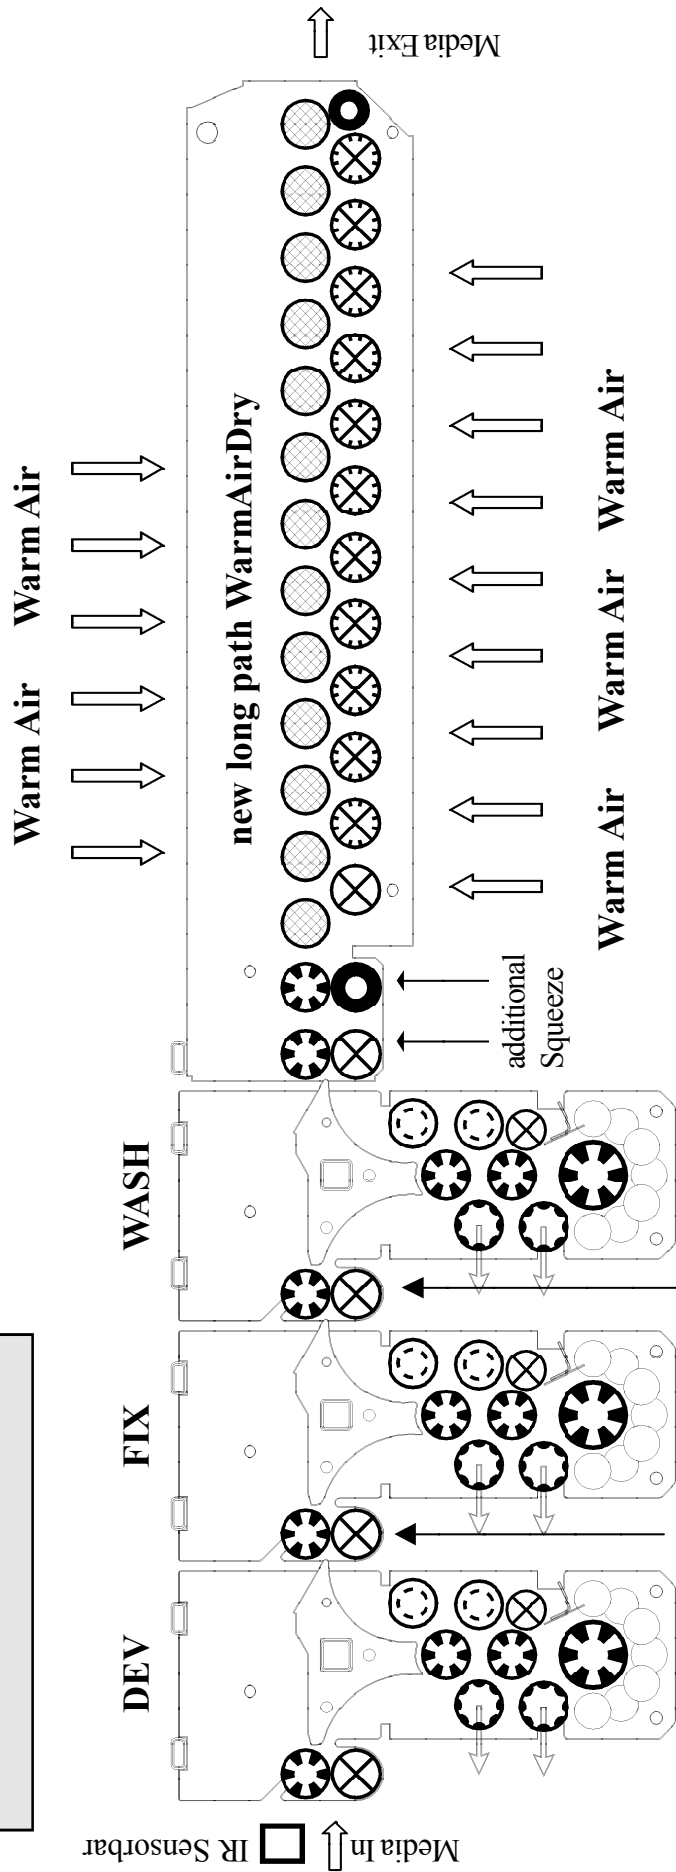 Media Exit
Warm Air
Warm Air
new long path WarmAirDry
Warm Air
Warm Air
Warm Air
additional
Squeeze
WASH
FIX
DEV
IR Sensorbar
Media In